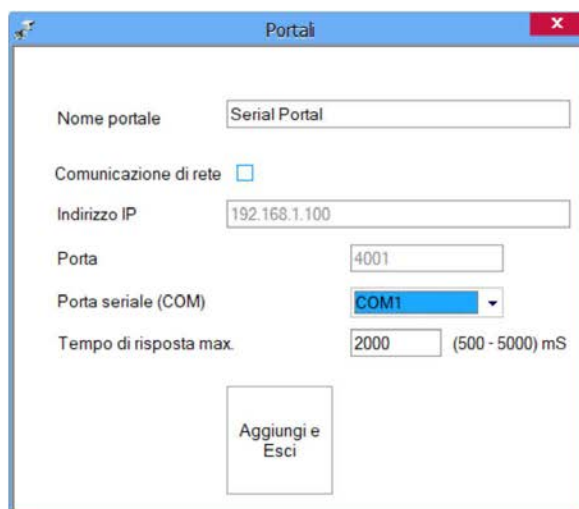 Portali
Nome portale Serial Portal
Comunicazione di rete
Indirizzo IP 192.168.1.100
Porta 4001
Porta seriale (COM) COM1
Tempo di risposta max. 2000 (500 - 5000) mS
Aggiungi e
Esci